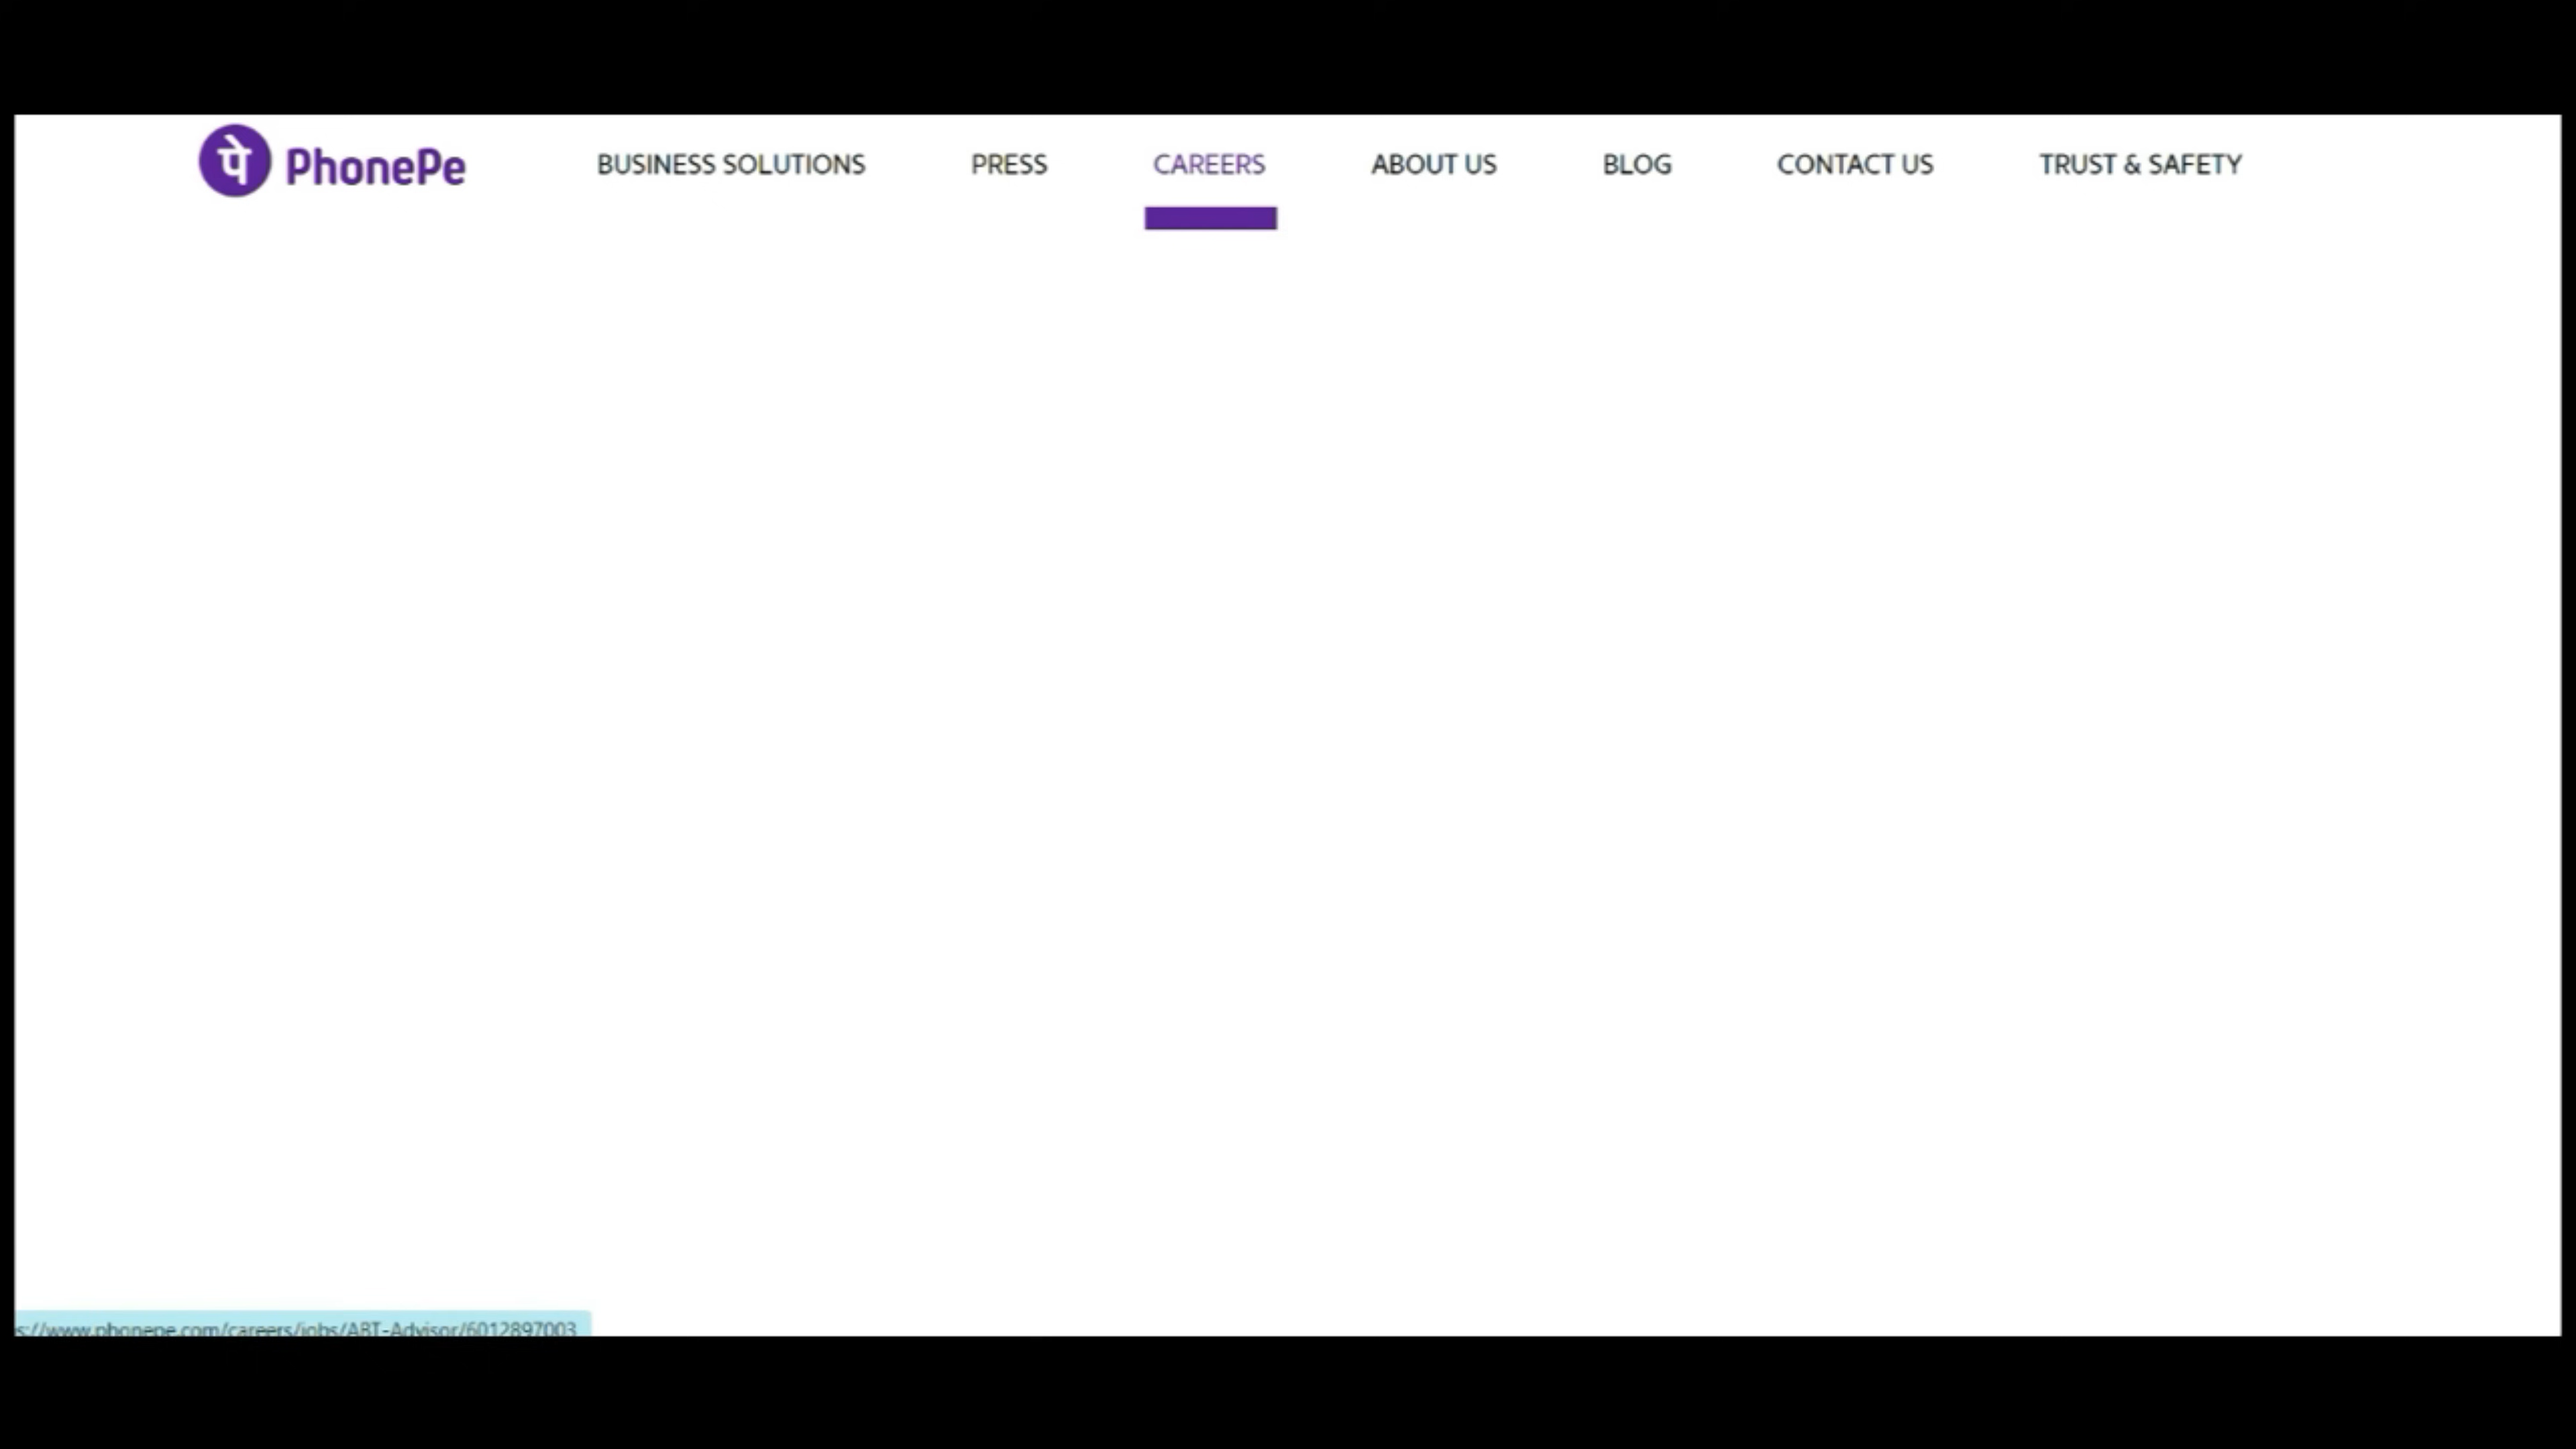 पे PhonePe BUSINESS SOLUTIONS PRESS CAREERS ABOUT US BLOG CONTACT US TRUST & SAFETY
s://www.phonepe.com/careers/jobs/ABT-Advisor/6012897003